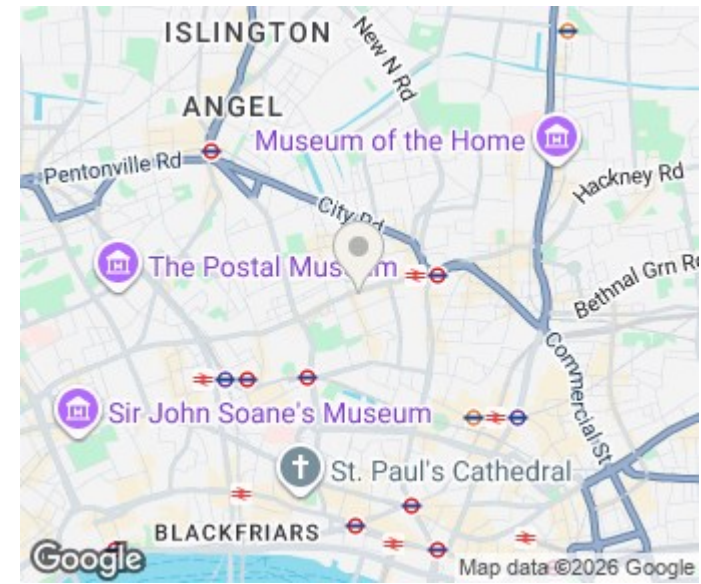 ISLINGTON
New N Rd
ANGEL
Museum of the Home
Pentonville Rd
Hackney Rd
City Rd
The Postal Museum
Bethnal Grn R
Commercial St
Sir John Soane's Museum
St. Paul's Cathedral
BLACKFRIARS
Google
Map data ©2026 Google